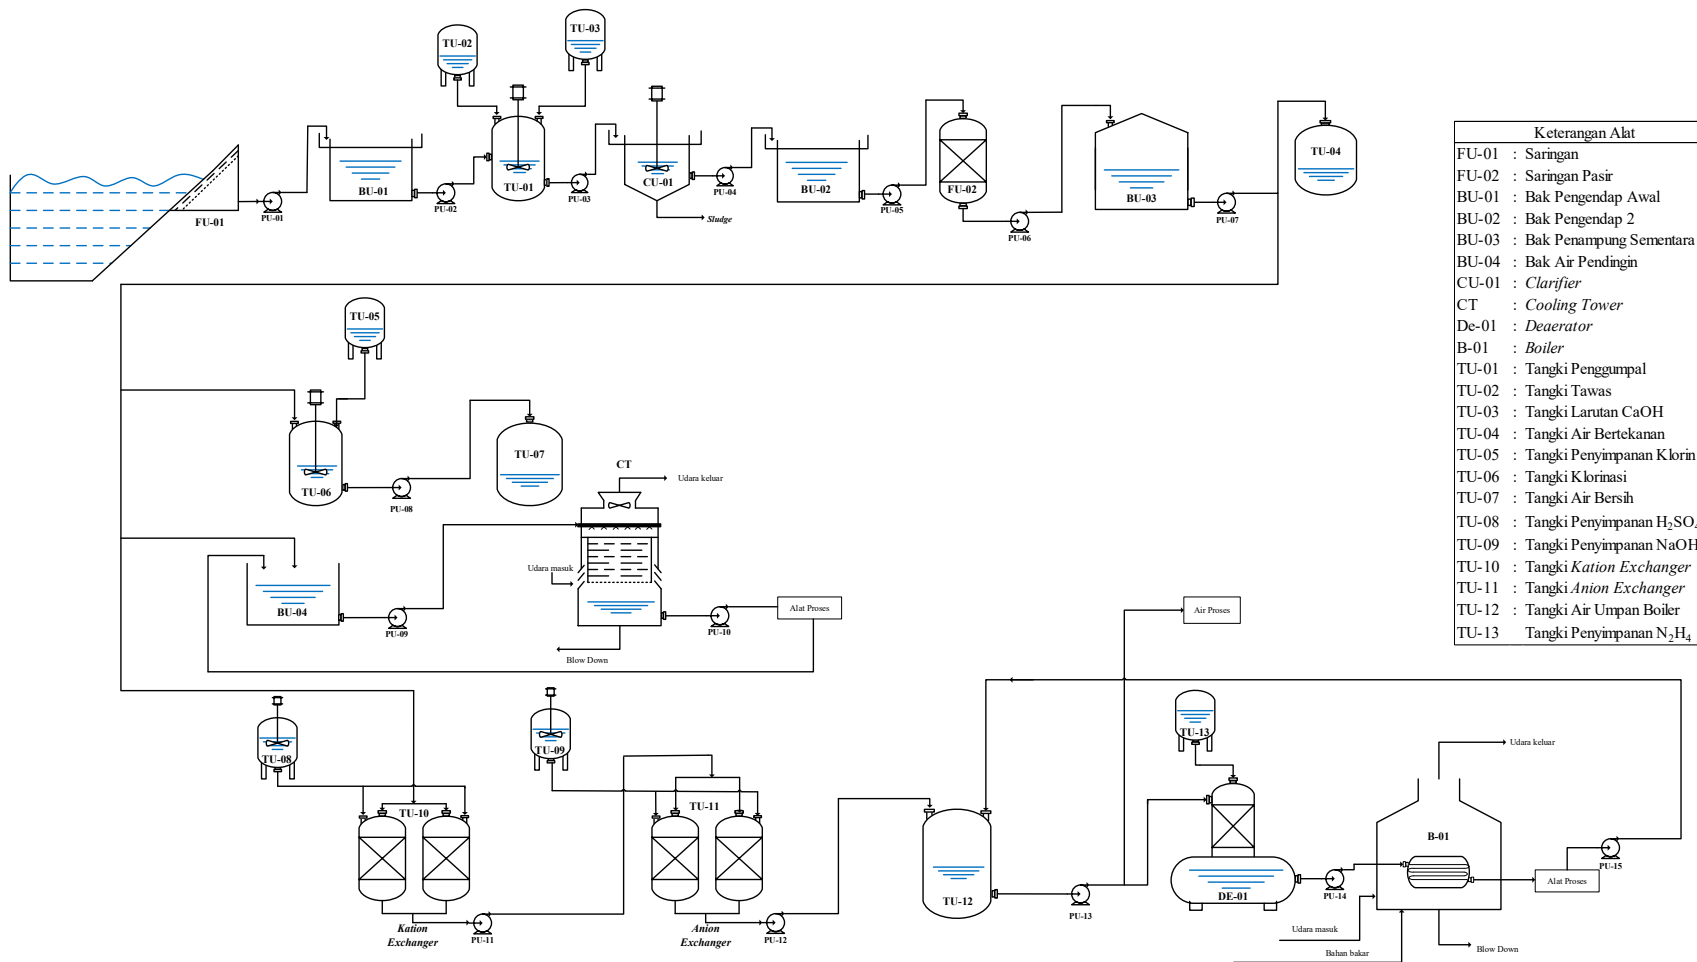 TU-02
TU-03
BU-01
TU-01
CU-01
BU-02
FU-02
BU-03
TU-04
FU-01
PU-01
PU-02
PU-03
PU-04
PU-05
PU-06
PU-07
Sludge
Keterangan Alat
FU-01 : Saringan
FU-02 : Saringan Pasir
BU-01 : Bak Pengendap Awal
BU-02 : Bak Pengendap 2
BU-03 : Bak Penampung Sementara
BU-04 : Bak Air Pendingin
CU-01 : Clarifier
CT : Cooling Tower
De-01 : Deaerator
B-01 : Boiler
TU-01 : Tangki Penggumpal
TU-02 : Tangki Tawas
TU-03 : Tangki Larutan CaOH
TU-04 : Tangki Air Bertekanan
TU-05 : Tangki Penyimpanan Klorin
TU-06 : Tangki Klorinasi
TU-07 : Tangki Air Bersih
TU-08 : Tangki Penyimpanan H₂SO₄
TU-09 : Tangki Penyimpanan NaOH
TU-10 : Tangki Kation Exchanger
TU-11 : Tangki Anion Exchanger
TU-12 : Tangki Air Umpan Boiler
TU-13 Tangki Penyimpanan N₂H₄
TU-05
TU-06
PU-08
TU-07
CT
Udara keluar
Udara masuk
BU-04
PU-09
PU-10
Alat Proses
Blow Down
Air Proses
TU-08
TU-09
TU-10
TU-11
Kation
Exchanger
PU-11
Anion
Exchanger
PU-12
TU-12
PU-13
TU-13
DE-01
PU-14
B-01
Udara keluar
Alat Proses
PU-15
Udara masuk
Bahan bakar
Blow Down